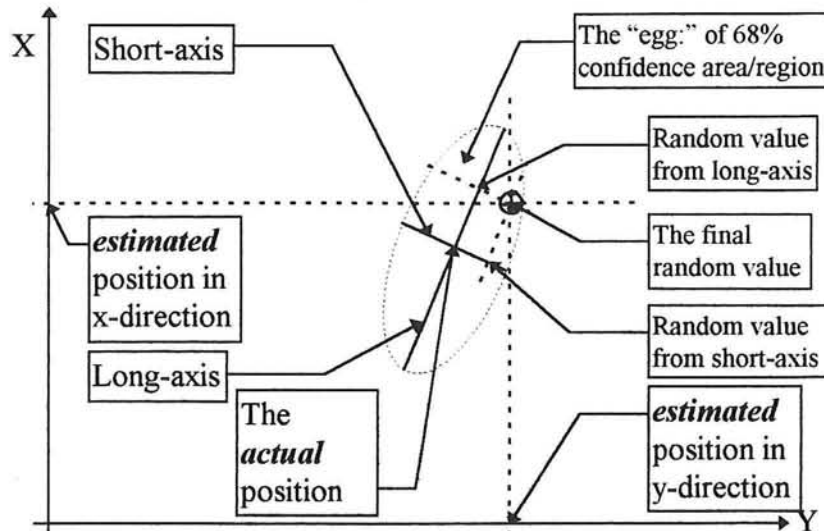 X
Short-axis
The “egg:” of 68%
confidence area/region
Random value
from long-axis
estimated
position in
x-direction
The final
random value
Random value
from short-axis
Long-axis
The
actual
position
estimated
position in
y-direction
Y